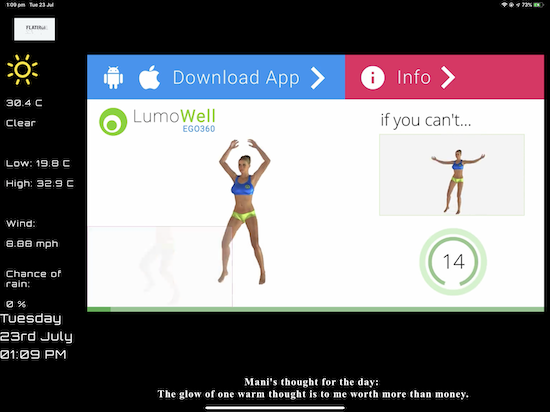 1:09 pm Tue 23 Jul
73%
30.4 C
Clear
Low: 19.8 C
High: 32.9 C
Wind:
8.88 mph
Chance of
rain:
0 %
Tuesday
23rd July
01:09 PM
Download App
Info
LumoWell
EGO360
if you can't...
14
Mani's thought for the day:
The glow of one warm thought is to me worth more than money.